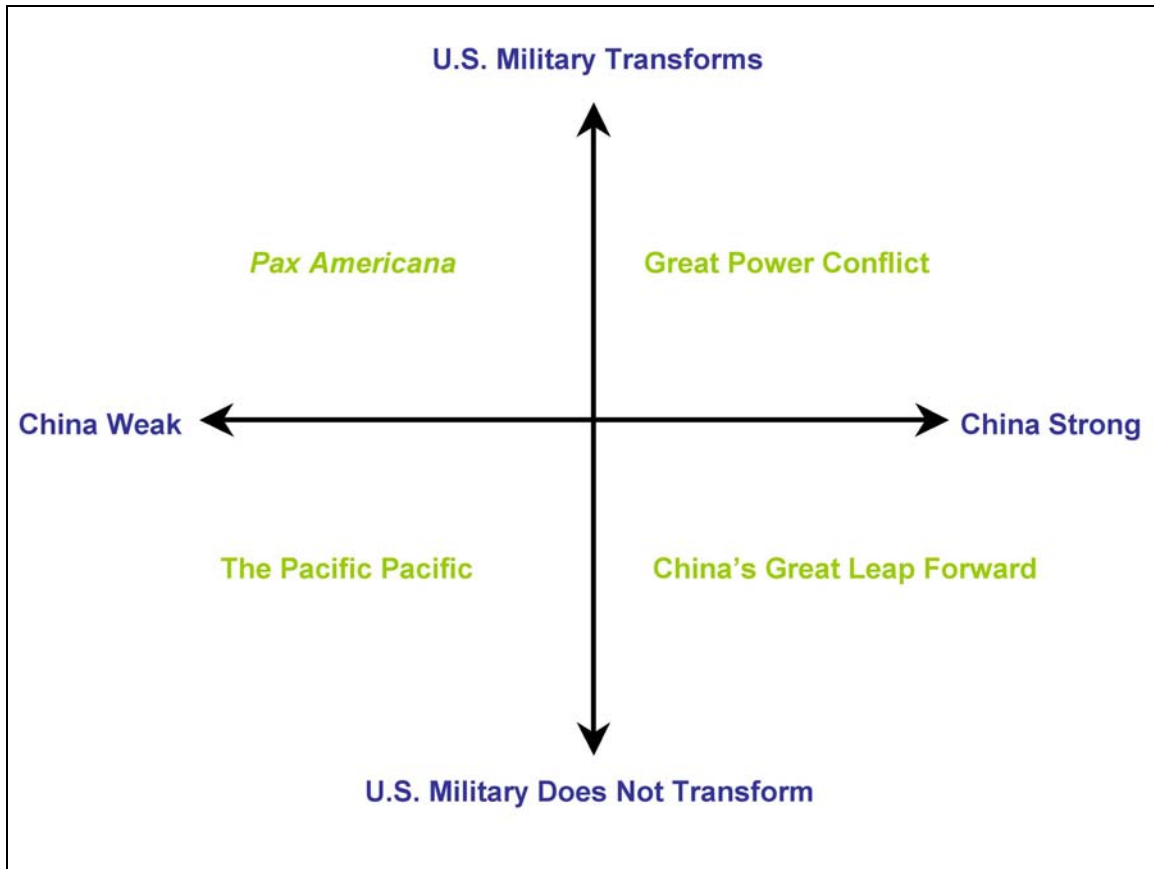 U.S. Military Transforms
Pax Americana
Great Power Conflict
China Weak
China Strong
The Pacific Pacific
China’s Great Leap Forward
U.S. Military Does Not Transform